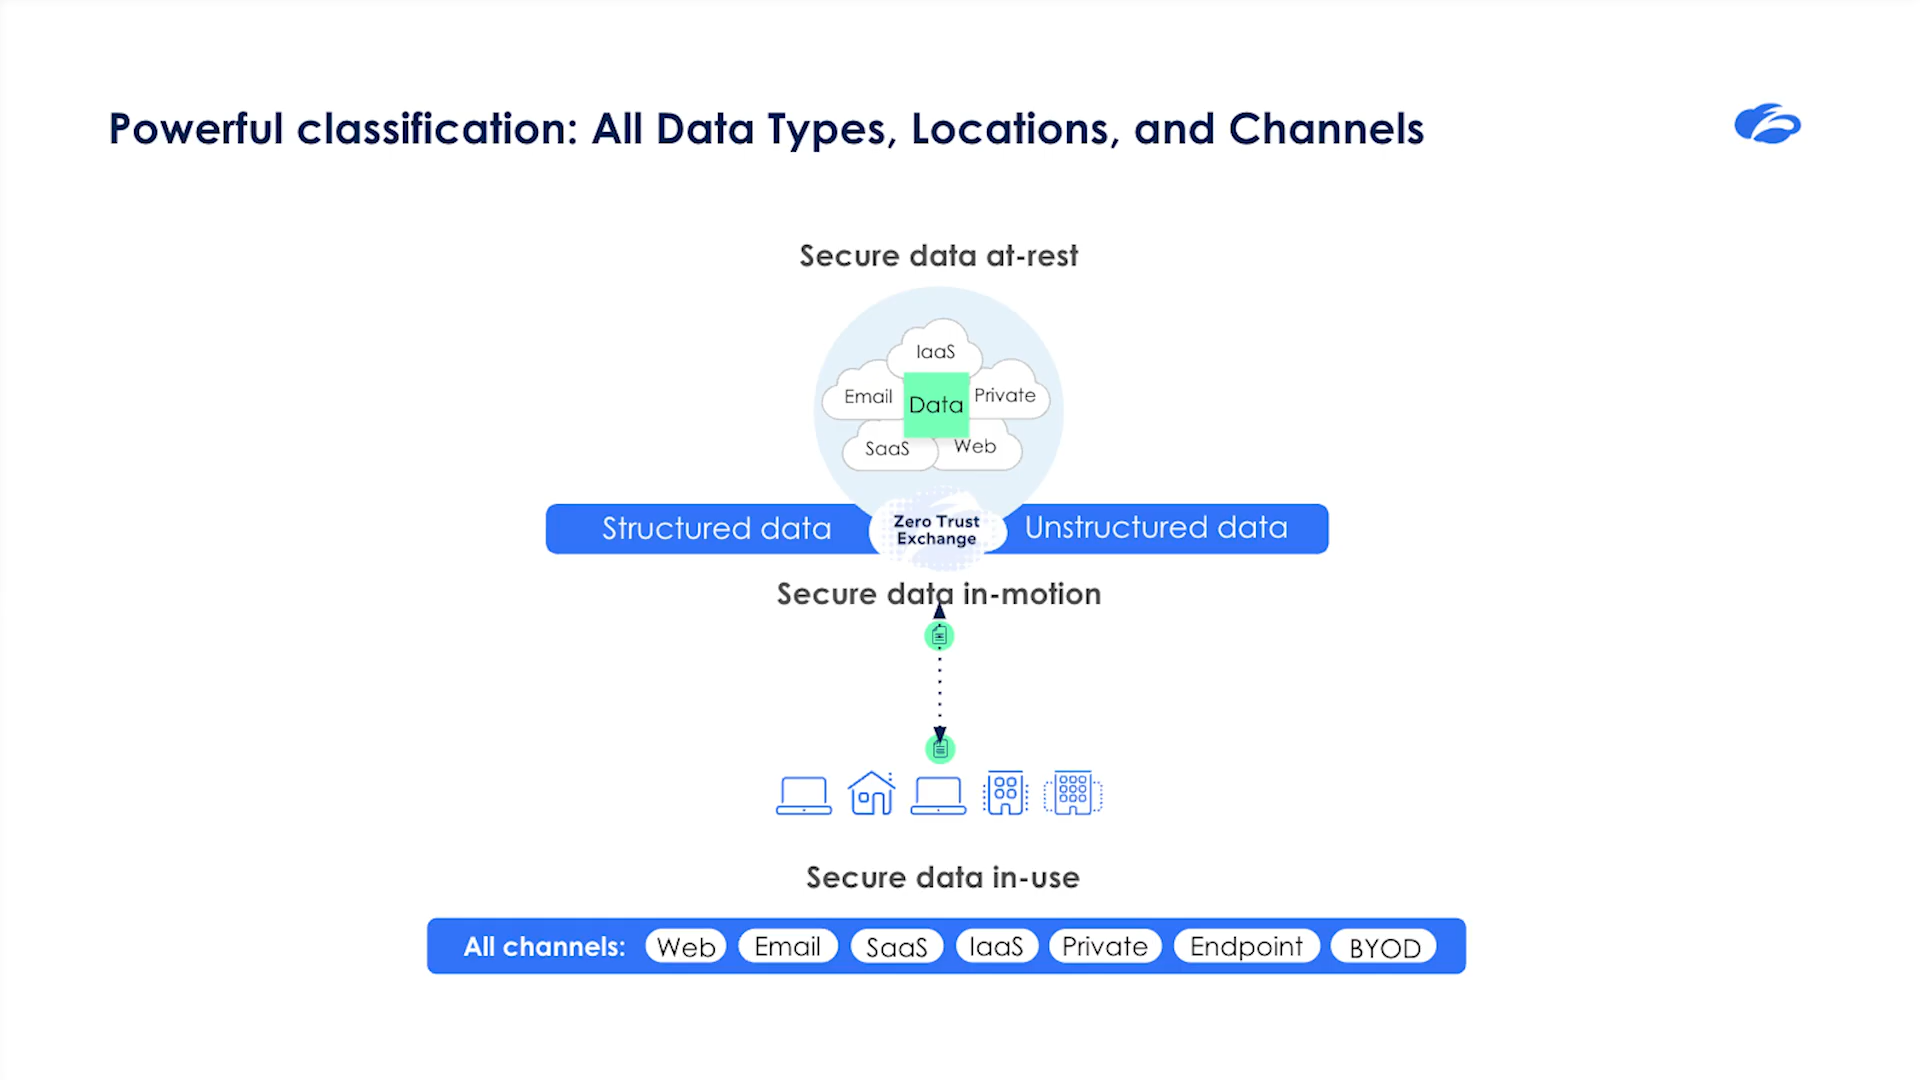 Powerful classification: All Data Types, Locations, and Channels
Secure data at-rest
IaaS
Email
Data
Private
SaaS
Web
Structured data
Zero Trust
Exchange
Unstructured data
Secure data in-motion
Secure data in-use
All channels: Web Email SaaS IaaS Private Endpoint BYOD